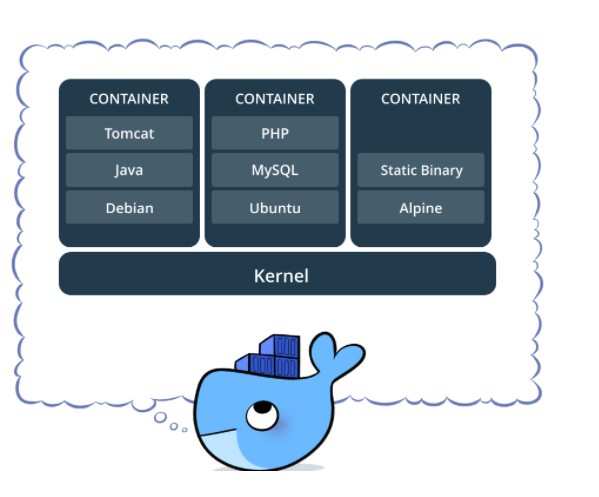 CONTAINER
Tomcat
Java
Debian
CONTAINER
PHP
MySQL
Ubuntu
CONTAINER
Static Binary
Alpine
Kernel